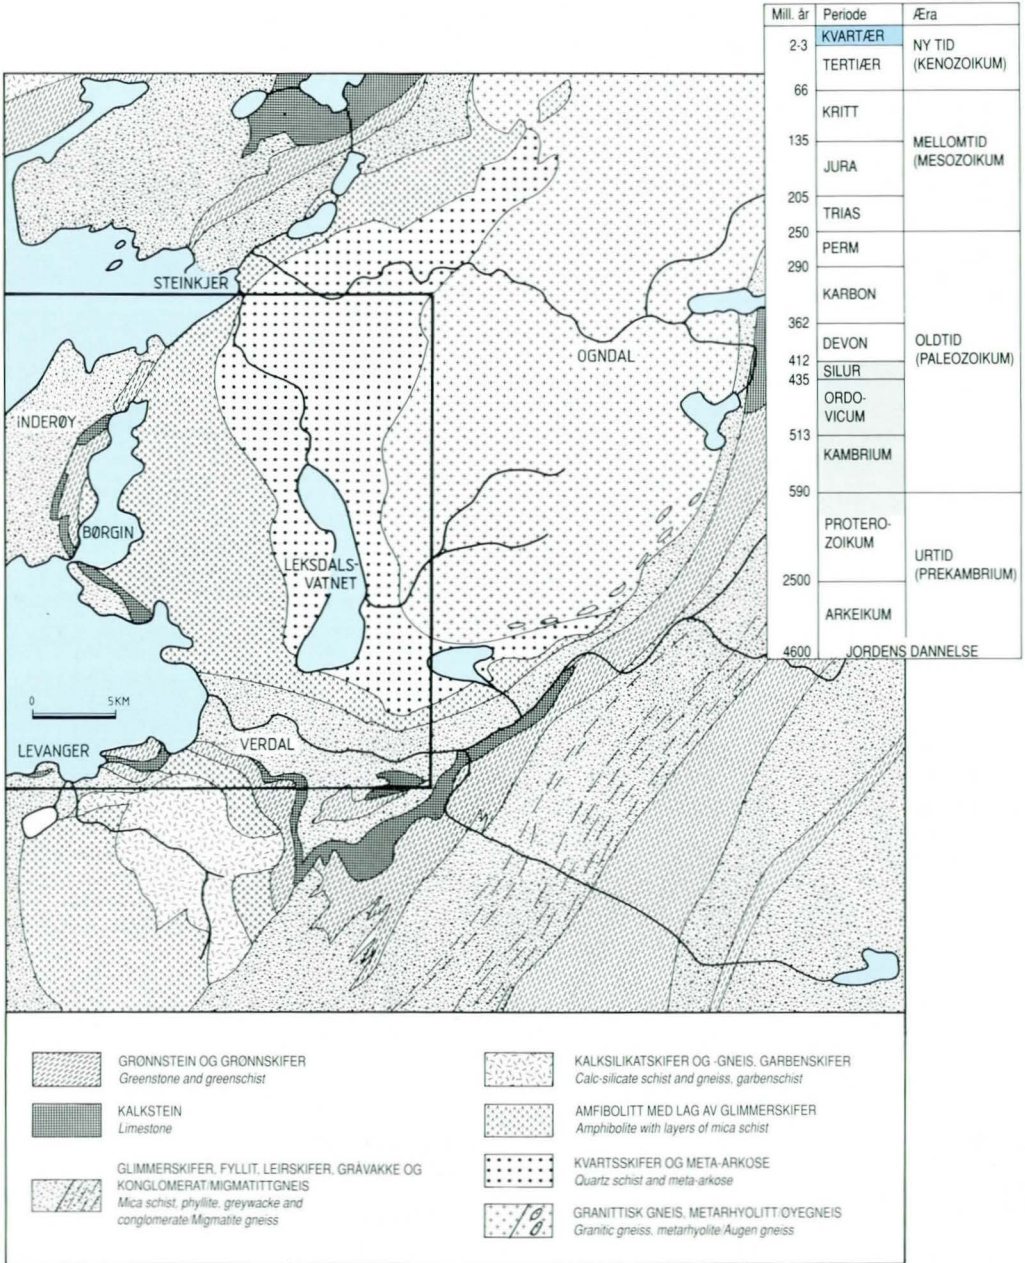 Mill. år Periode Æra
KVARTÆR
2-3
NY TID
(KENOZOIKUM)
TERTIÆR
66
KRITT
135
MELLOMTID
(MESOZOIKUM
JURA
205
TRIAS
250
PERM
290
KARBON
362
DEVON
OLDTID
(PALEOZOIKUM)
412
SILUR
435
ORDO-
VICUM
513
KAMBRIUM
590
PROTERO-
ZOIKUM
URTID
(PREKAMBRIUM)
2500
ARKEIKUM
4600 JORDENS DANNELSE
STEINKJER
OGNDAL
INDERØY
BØRGIN
LEKSDALS-
VATNET
0 5KM
LEVANGER
VERDAL
GRØNNSTEIN OG GRØNNSKIFER
Greenstone and greenschist
KALKSTEIN
Limestone
GLIMMERSKIFER, FYLLIT, LEIRSKIFER, GRÅVAKKE OG
KONGLOMERAT/MIGMATITTGNEIS
Mica schist, phyllite, greywacke and
conglomerate/Migmatite gneiss
KALKSILIKATSKIFER OG -GNEIS, GARBENSKIFER
Calc-silicate schist and gneiss, garbenschist
AMFIBOLITT MED LAG AV GLIMMERSKIFER
Amphibolite with layers of mica schist
KVARTSSKIFER OG META-ARKOSE
Quartz schist and meta-arkose
GRANITTISK GNEIS, METARHYOLITT/ØYEGNEIS
Granitic gneiss, metarhyolite/Augen gneiss